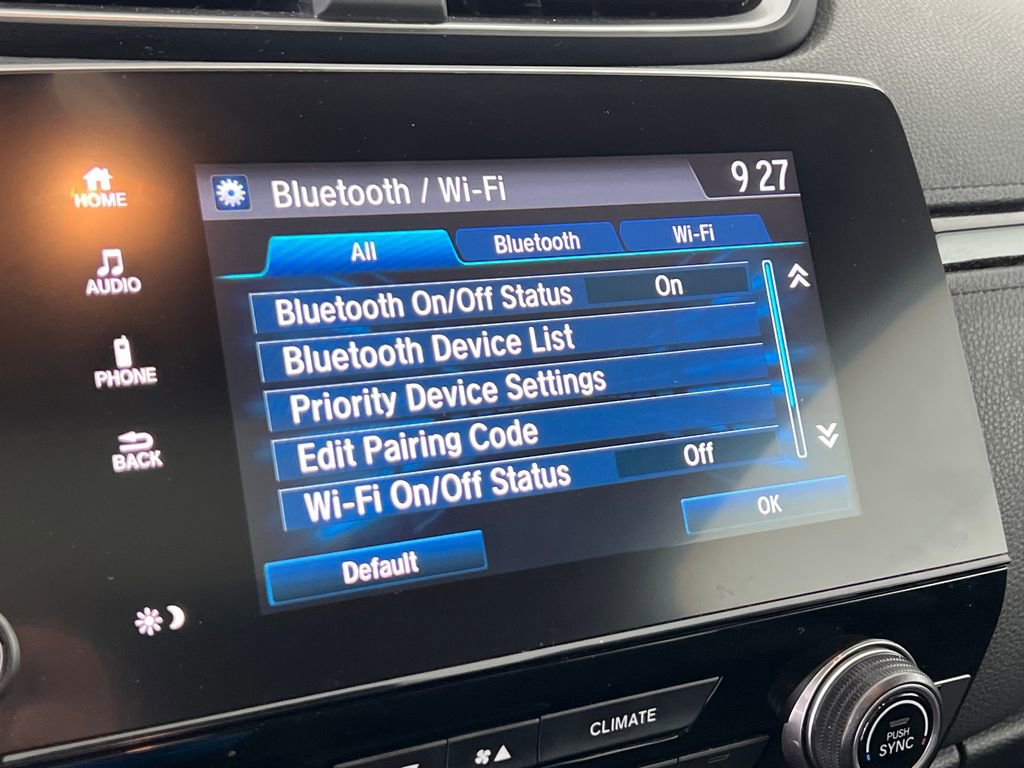 Bluetooth / Wi-Fi
9 27
All
Bluetooth
Wi-Fi
Bluetooth On/Off Status On
Bluetooth Device List
Priority Device Settings
Edit Pairing Code
Wi-Fi On/Off Status Off
Default
OK
HOME
AUDIO
PHONE
BACK
CLIMATE
PUSH
SYNC